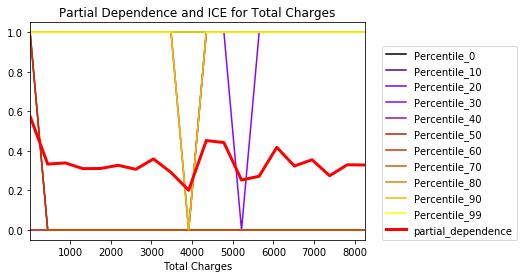 Partial Dependence and ICE for Total Charges
1.0
0.8
0.6
0.4
0.2
0.0
1000 2000 3000 4000 5000 6000 7000 8000
Total Charges
Percentile_0
Percentile_10
Percentile_20
Percentile_30
Percentile_40
Percentile_50
Percentile_60
Percentile_70
Percentile_80
Percentile_90
Percentile_99
partial_dependence